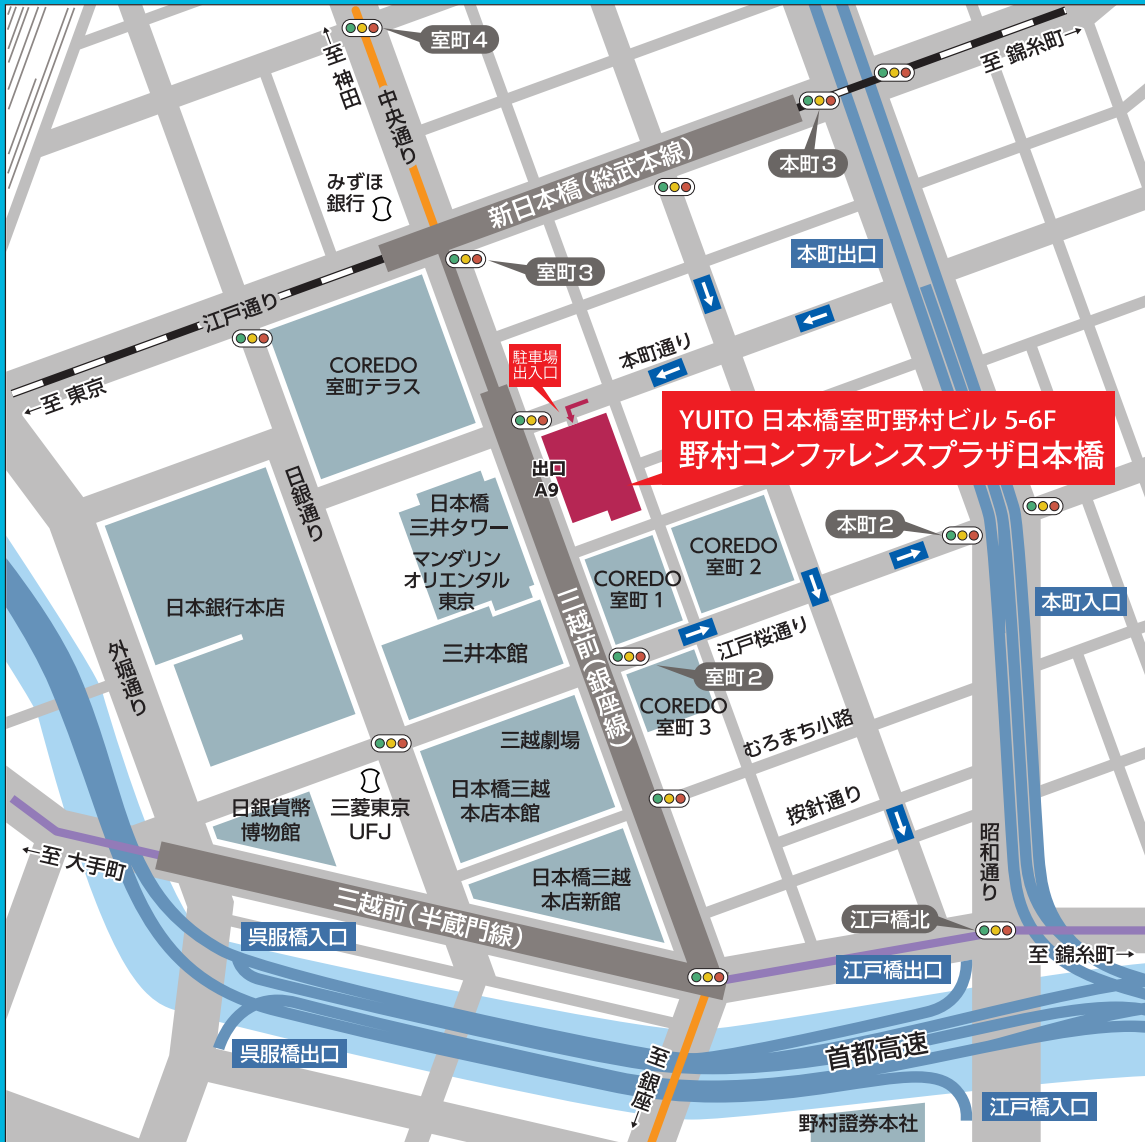 室町4
←至 神田
中央通り
至 錦糸町→
みずほ
銀行
新日本橋(総武本線)
本町3
室町3
本町出口
江戸通り
←至 東京
COREDO
室町テラス
駐車場
出入口
本町通り
YUITO 日本橋室町野村ビル 5-6F
野村コンファレンスプラザ日本橋
出口
A9
日銀通り
日本橋
三井タワー
マンダリン
オリエンタル
東京
COREDO
室町 2
本町2
COREDO
室町 1
日本銀行本店
三井本館
三越前(銀座線)
江戸桜通り
本町入口
室町2
外堀通り
COREDO
室町 3
むろまち小路
三越劇場
日本橋三越
本店本館
日銀貨幣
博物館
三菱東京
UFJ
按針通り
昭和通り
←至 大手町
日本橋三越
本店新館
三越前(半蔵門線)
呉服橋入口
江戸橋北
至 錦糸町→
江戸橋出口
呉服橋出口
首都高速
至 銀座→
江戸橋入口
野村證券本社